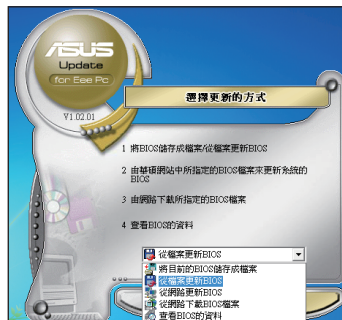 ASUS
Update
for Eee Pc
V1.02.01
選擇更新的方式
1 將BIOS儲存成檔案/從檔案更新BIOS
2 由華碩網站中所指定的BIOS檔案來更新系統的
BIOS
3 由網路下載所指定的BIOS檔案
4 查看BIOS的資料
從檔案更新BIOS
將目前的BIOS儲存成檔案
從檔案更新BIOS
從網路更新BIOS
從網路下載BIOS檔案
查看BIOS的資料